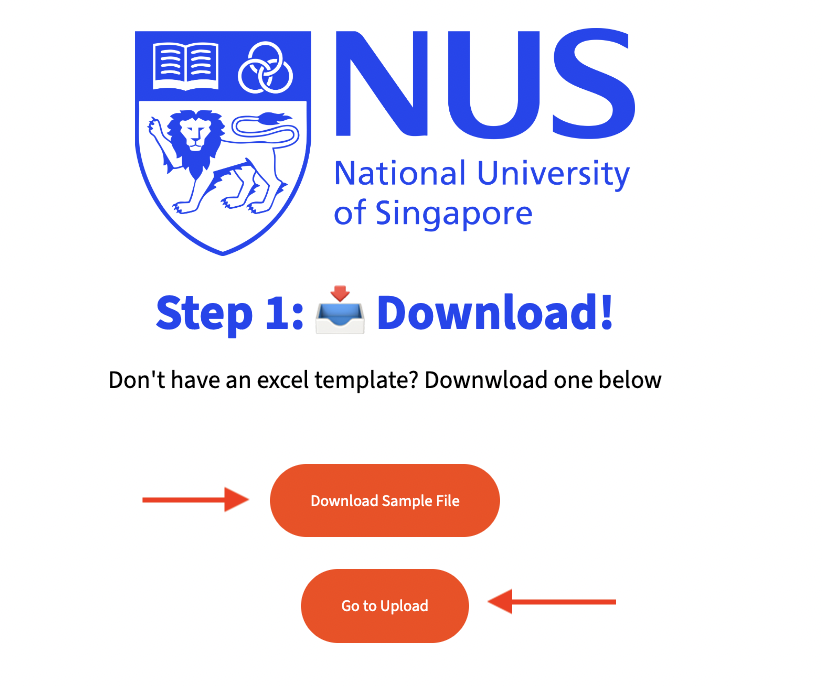 NUS
National University
of Singapore
Step 1: 📥 Download!
Don't have an excel template? Downwload one below
Download Sample File
Go to Upload